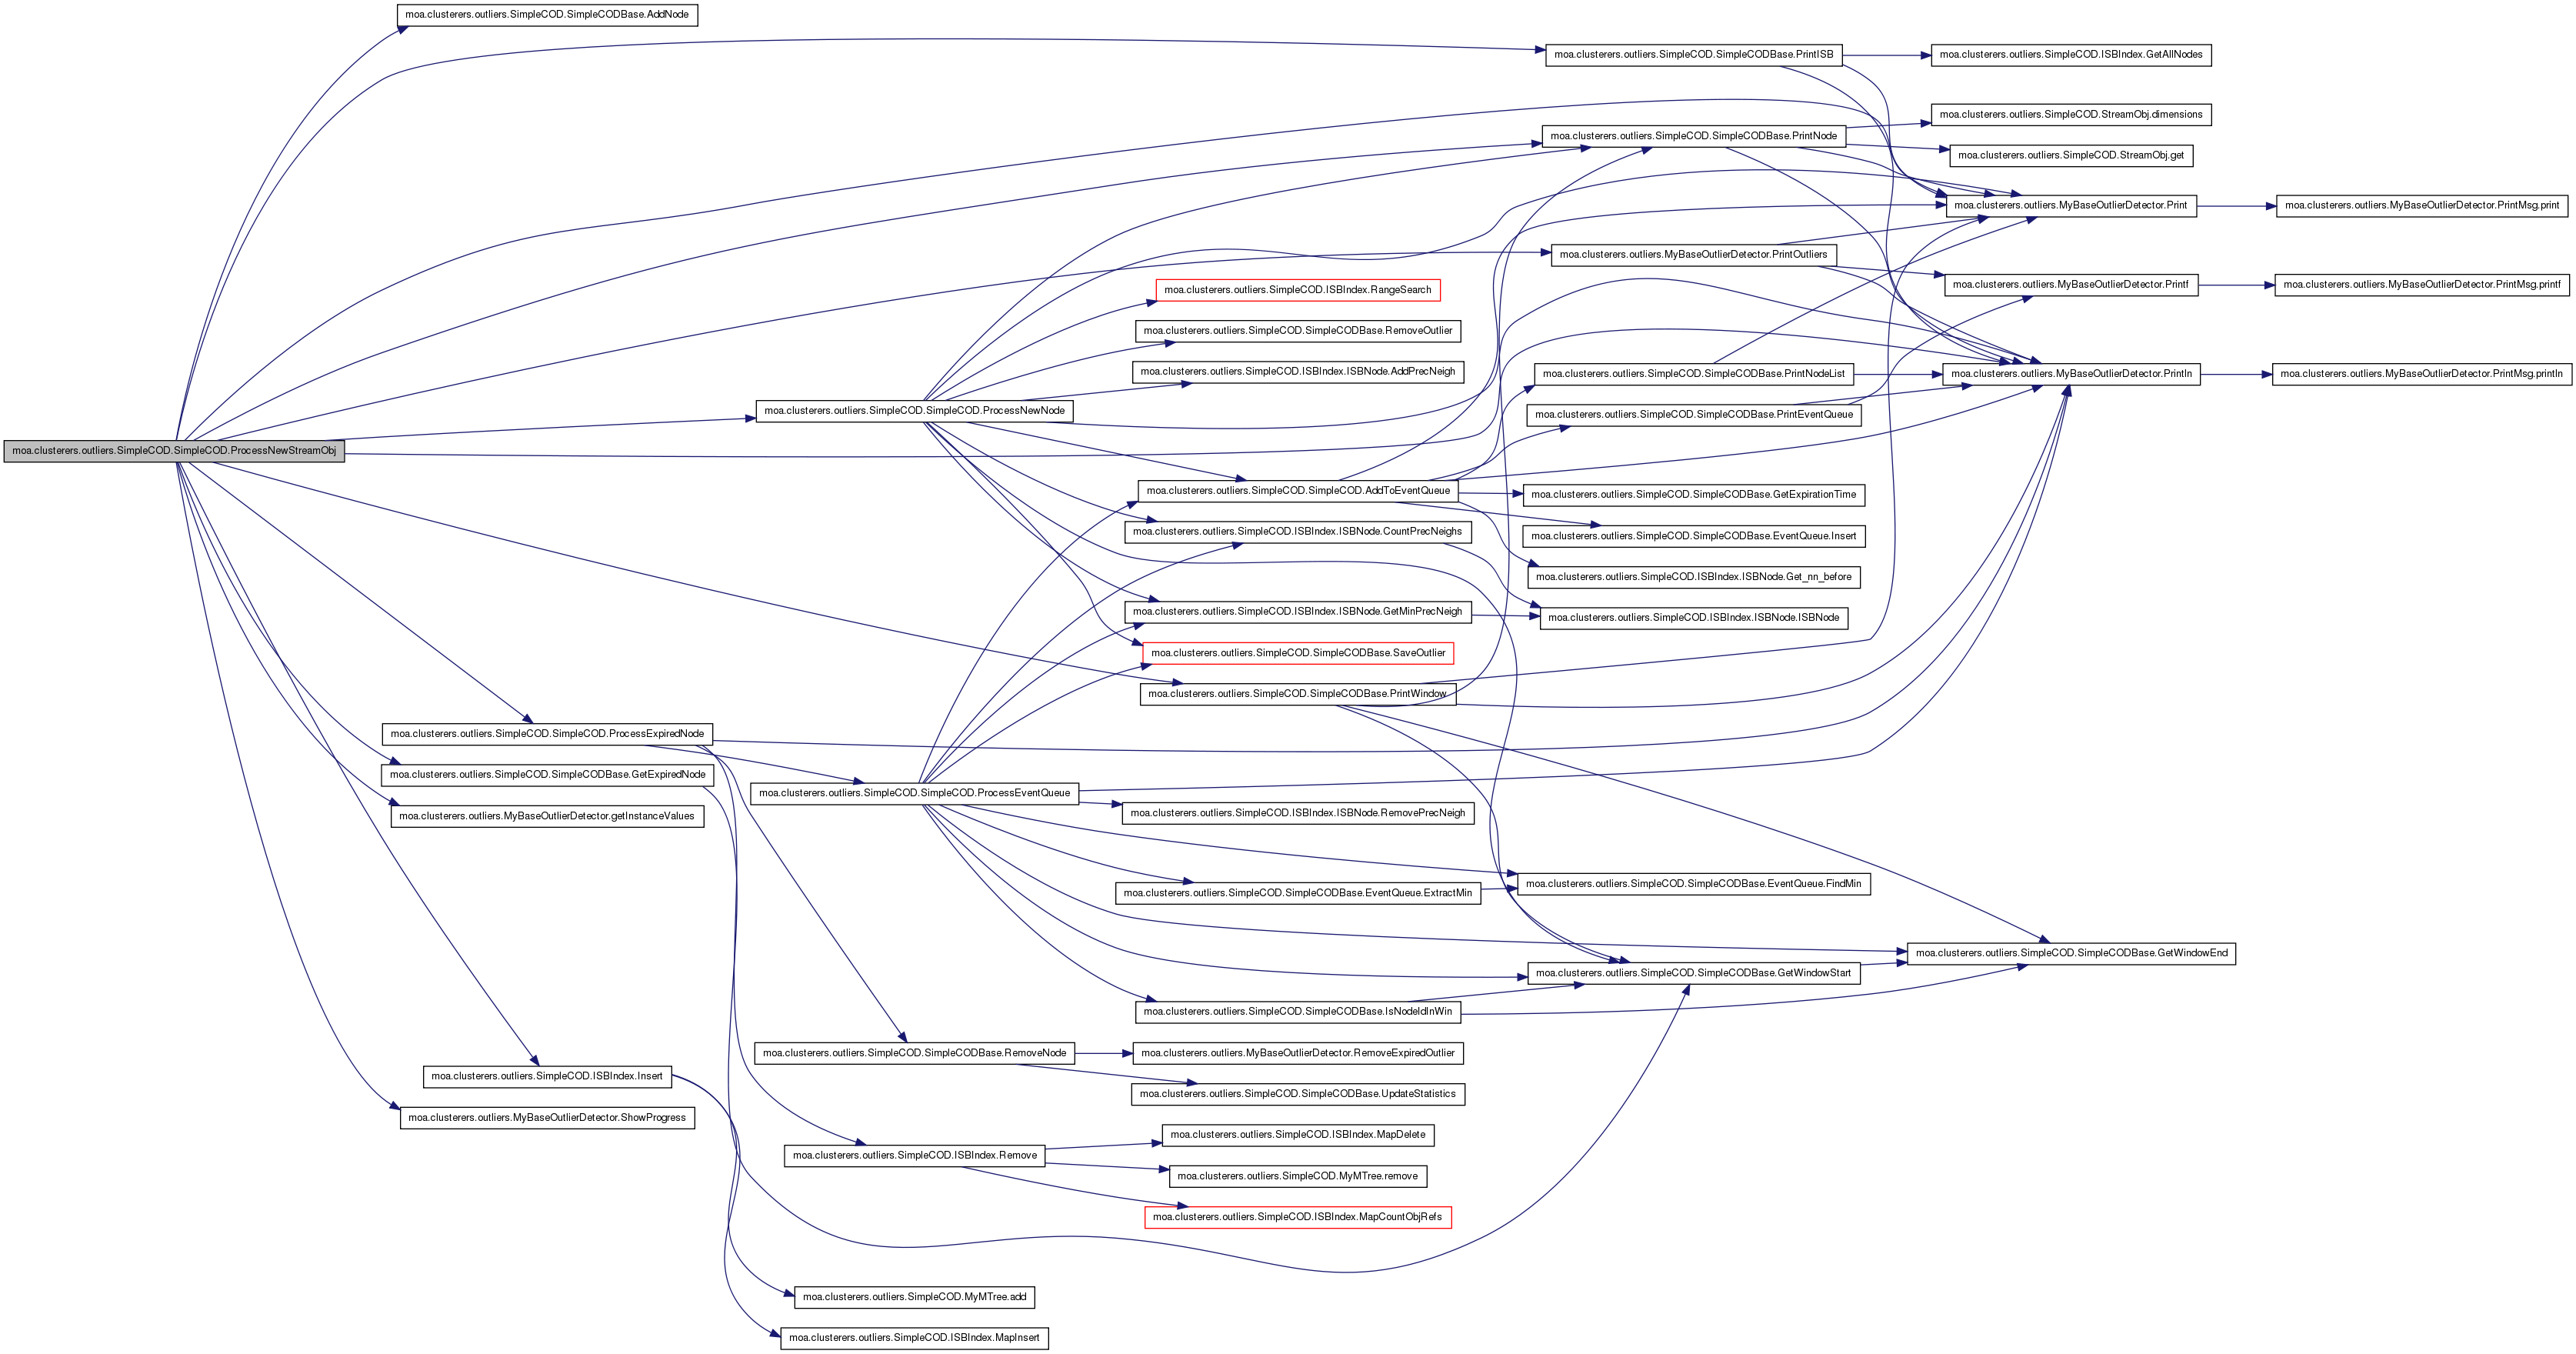 moa.clusterers.outliers.SimpleCOD.SimpleCODBase.AddNode
moa.clusterers.outliers.SimpleCOD.SimpleCODBase.PrintISB
moa.clusterers.outliers.SimpleCOD.ISBIndex.GetAllNodes
moa.clusterers.outliers.SimpleCOD.StreamObj.dimensions
moa.clusterers.outliers.SimpleCOD.SimpleCODBase.PrintNode
moa.clusterers.outliers.SimpleCOD.StreamObj.get
moa.clusterers.outliers.MyBaseOutlierDetector.Print
moa.clusterers.outliers.MyBaseOutlierDetector.PrintMsg.print
moa.clusterers.outliers.MyBaseOutlierDetector.PrintOutliers
moa.clusterers.outliers.SimpleCOD.ISBIndex.RangeSearch
moa.clusterers.outliers.MyBaseOutlierDetector.Printf
moa.clusterers.outliers.MyBaseOutlierDetector.PrintMsg.printf
moa.clusterers.outliers.SimpleCOD.SimpleCODBase.RemoveOutlier
moa.clusterers.outliers.SimpleCOD.ISBIndex.ISBNode.AddPrecNeigh
moa.clusterers.outliers.SimpleCOD.SimpleCODBase.PrintNodeList
moa.clusterers.outliers.MyBaseOutlierDetector.Println
moa.clusterers.outliers.MyBaseOutlierDetector.PrintMsg.println
moa.clusterers.outliers.SimpleCOD.SimpleCOD.ProcessNewNode
moa.clusterers.outliers.SimpleCOD.SimpleCODBase.PrintEventQueue
moa.clusterers.outliers.SimpleCOD.SimpleCOD.ProcessNewStreamObj
moa.clusterers.outliers.SimpleCOD.SimpleCOD.AddToEventQueue
moa.clusterers.outliers.SimpleCOD.SimpleCODBase.GetExpirationTime
moa.clusterers.outliers.SimpleCOD.ISBIndex.ISBNode.CountPrecNeighs
moa.clusterers.outliers.SimpleCOD.SimpleCODBase.EventQueue.Insert
moa.clusterers.outliers.SimpleCOD.ISBIndex.ISBNode.Get_nn_before
moa.clusterers.outliers.SimpleCOD.ISBIndex.ISBNode.GetMinPrecNeigh
moa.clusterers.outliers.SimpleCOD.ISBIndex.ISBNode.ISBNode
moa.clusterers.outliers.SimpleCOD.SimpleCODBase.SaveOutlier
moa.clusterers.outliers.SimpleCOD.SimpleCODBase.PrintWindow
moa.clusterers.outliers.SimpleCOD.SimpleCOD.ProcessExpiredNode
moa.clusterers.outliers.SimpleCOD.SimpleCODBase.GetExpiredNode
moa.clusterers.outliers.SimpleCOD.SimpleCOD.ProcessEventQueue
moa.clusterers.outliers.MyBaseOutlierDetector.getInstanceValues
moa.clusterers.outliers.SimpleCOD.ISBIndex.ISBNode.RemovePrecNeigh
moa.clusterers.outliers.SimpleCOD.SimpleCODBase.EventQueue.ExtractMin
moa.clusterers.outliers.SimpleCOD.SimpleCODBase.EventQueue.FindMin
moa.clusterers.outliers.SimpleCOD.SimpleCODBase.GetWindowEnd
moa.clusterers.outliers.SimpleCOD.SimpleCODBase.GetWindowStart
moa.clusterers.outliers.SimpleCOD.SimpleCODBase.IsNodeIdInWin
moa.clusterers.outliers.SimpleCOD.SimpleCODBase.RemoveNode
moa.clusterers.outliers.MyBaseOutlierDetector.RemoveExpiredOutlier
moa.clusterers.outliers.SimpleCOD.ISBIndex.Insert
moa.clusterers.outliers.SimpleCOD.SimpleCODBase.UpdateStatistics
moa.clusterers.outliers.MyBaseOutlierDetector.ShowProgress
moa.clusterers.outliers.SimpleCOD.ISBIndex.MapDelete
moa.clusterers.outliers.SimpleCOD.ISBIndex.Remove
moa.clusterers.outliers.SimpleCOD.MyMTree.remove
moa.clusterers.outliers.SimpleCOD.ISBIndex.MapCountObjRefs
moa.clusterers.outliers.SimpleCOD.MyMTree.add
moa.clusterers.outliers.SimpleCOD.ISBIndex.MapInsert